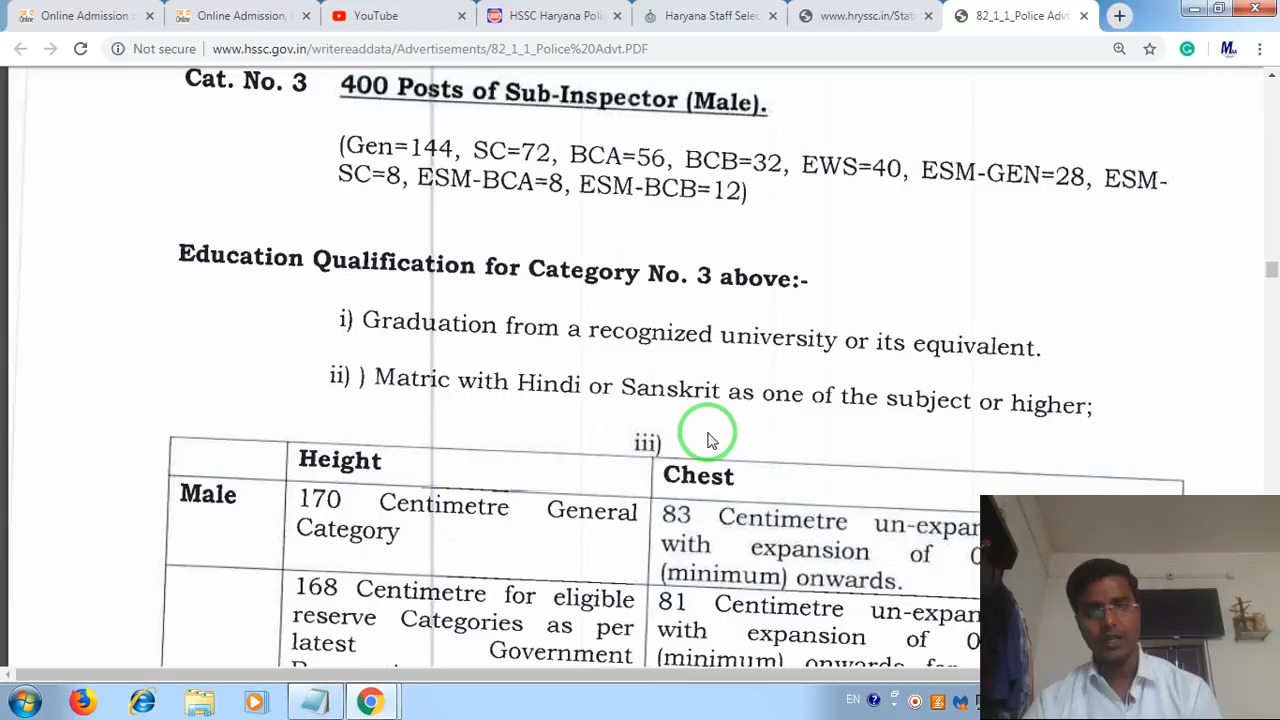 Online Admission a
Online Admission,
YouTube
HSSC Haryana Poli
Haryana Staff Selec
www.hryssc.in/Stat
82_1_1_Police Advt
Not secure
www.hssc.gov.in/writereaddata/Advertisements/82_1_1_Police%20Advt.PDF
Cat. No. 3 400 Posts of Sub-Inspector (Male).
(Gen=144, SC=72, BCA=56, BCB=32, EWS=40, ESM-GEN=28, ESM-
SC=8, ESM-BCA=8, ESM-BCB=12)
Education Qualification for Category No. 3 above:-
i) Graduation from a recognized university or its equivalent.
ii) ) Matric with Hindi or Sanskrit as one of the subject or higher;
iii)
Height
Chest
Male
170 Centimetre General
Category
83 Centimetre un-expan
with expansion of 0
(minimum) onwards.
168 Centimetre for eligible
reserve Categories as per
latest Government
81 Centimetre un-expan
with expansion of 0
(minimum) onwards for
EN